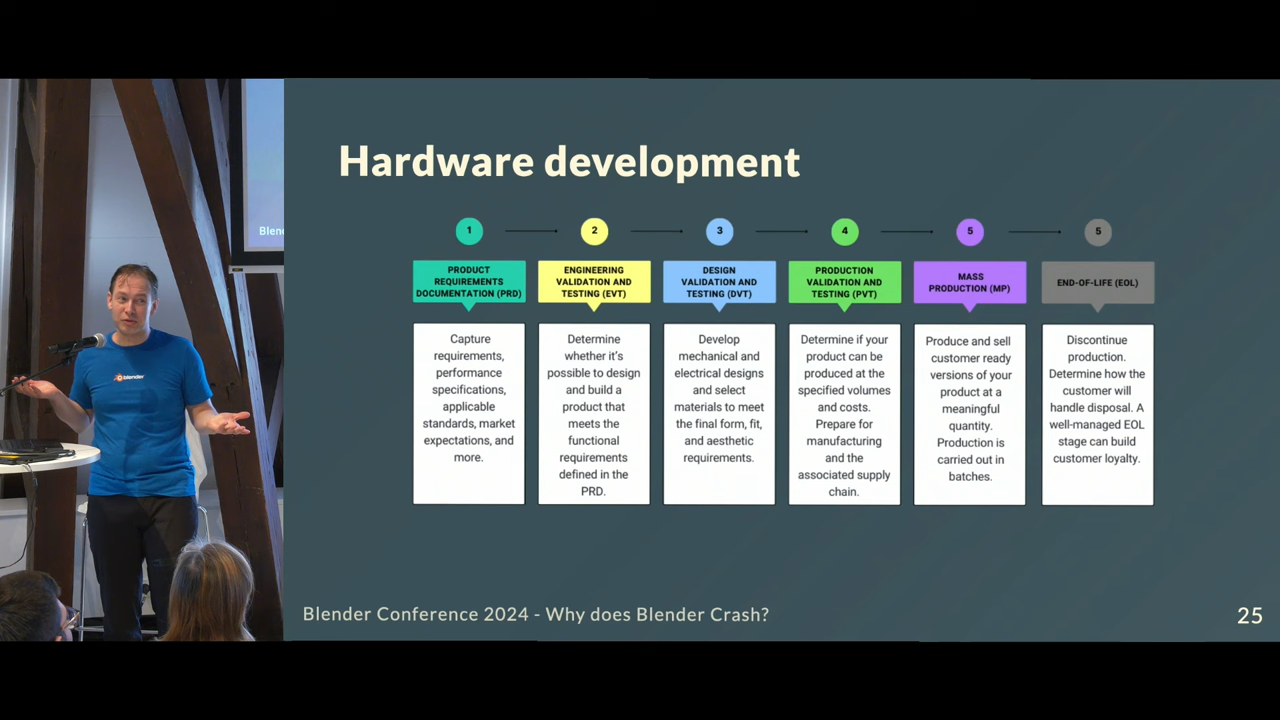 Blen
blender
Hardware development
1
2
3
4
5
5
PRODUCT
REQUIREMENTS
DOCUMENTATION (PRD)
ENGINEERING
VALIDATION AND
TESTING (EVT)
DESIGN
VALIDATION AND
TESTING (DVT)
PRODUCTION
VALIDATION AND
TESTING (PVT)
MASS
PRODUCTION (MP)
END-OF-LIFE (EOL)
Capture
requirements,
performance
specifications,
applicable
standards, market
expectations, and
more.
Determine
whether it's
possible to design
and build a
product that
meets the
functional
requirements
defined in the
PRD.
Develop
mechanical and
electrical designs
and select
materials to meet
the final form, fit,
and aesthetic
requirements.
Determine if your
product can be
produced at the
specified volumes
and costs.
Prepare for
manufacturing
and the
associated supply
chain.
Produce and sell
customer ready
versions of your
product at a
meaningful
quantity.
Production is
carried out in
batches.
Discontinue
production.
Determine how the
customer will
handle disposal. A
well-managed EOL
stage can build
customer loyalty.
Blender Conference 2024 - Why does Blender Crash?
25